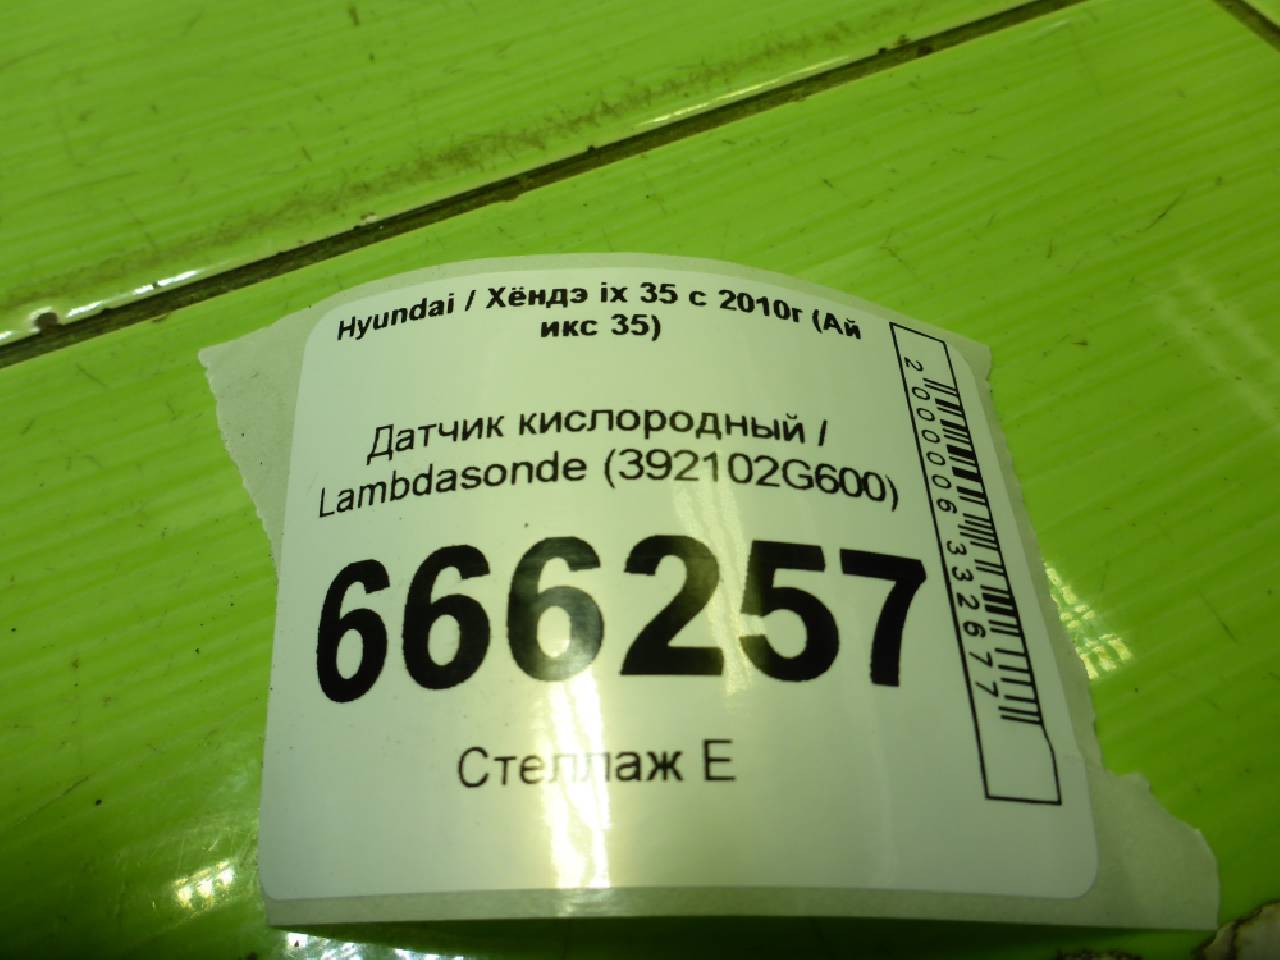 Hyundai / Хёндэ ix 35 с 2010г (Ай
икс 35)
Датчик кислородный /
Lambdasonde (392102G600)
666257
Стеллаж Е
2000006332677